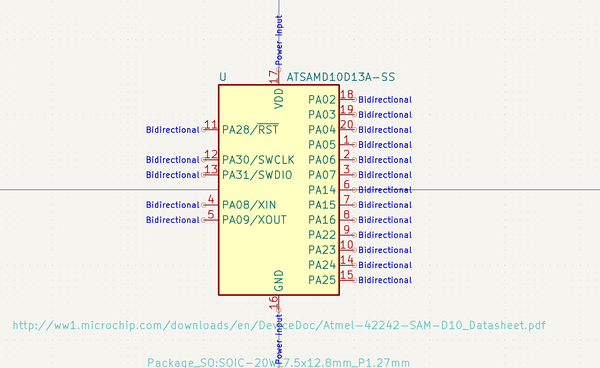 Power input
17
U ATSAMD10D13A-SS
VDD
PA02 18 Bidirectional
PA03 19 Bidirectional
Bidirectional 11 PA28/RST PA04 20 Bidirectional
PA05 1 Bidirectional
Bidirectional 12 PA30/SWCLK PA06 2 Bidirectional
Bidirectional 13 PA31/SWDIO PA07 3 Bidirectional
PA14 6 Bidirectional
Bidirectional 4 PA08/XIN PA15 7 Bidirectional
Bidirectional 5 PA09/XOUT PA16 8 Bidirectional
PA22 9 Bidirectional
PA23 10 Bidirectional
PA24 14 Bidirectional
PA25 15 Bidirectional
GND
16
Power input
http://ww1.microchip.com/downloads/en/DeviceDoc/Atmel-42242-SAM-D10_Datasheet.pdf
Package_SO:SOIC-20W_7.5x12.8mm_P1.27mm